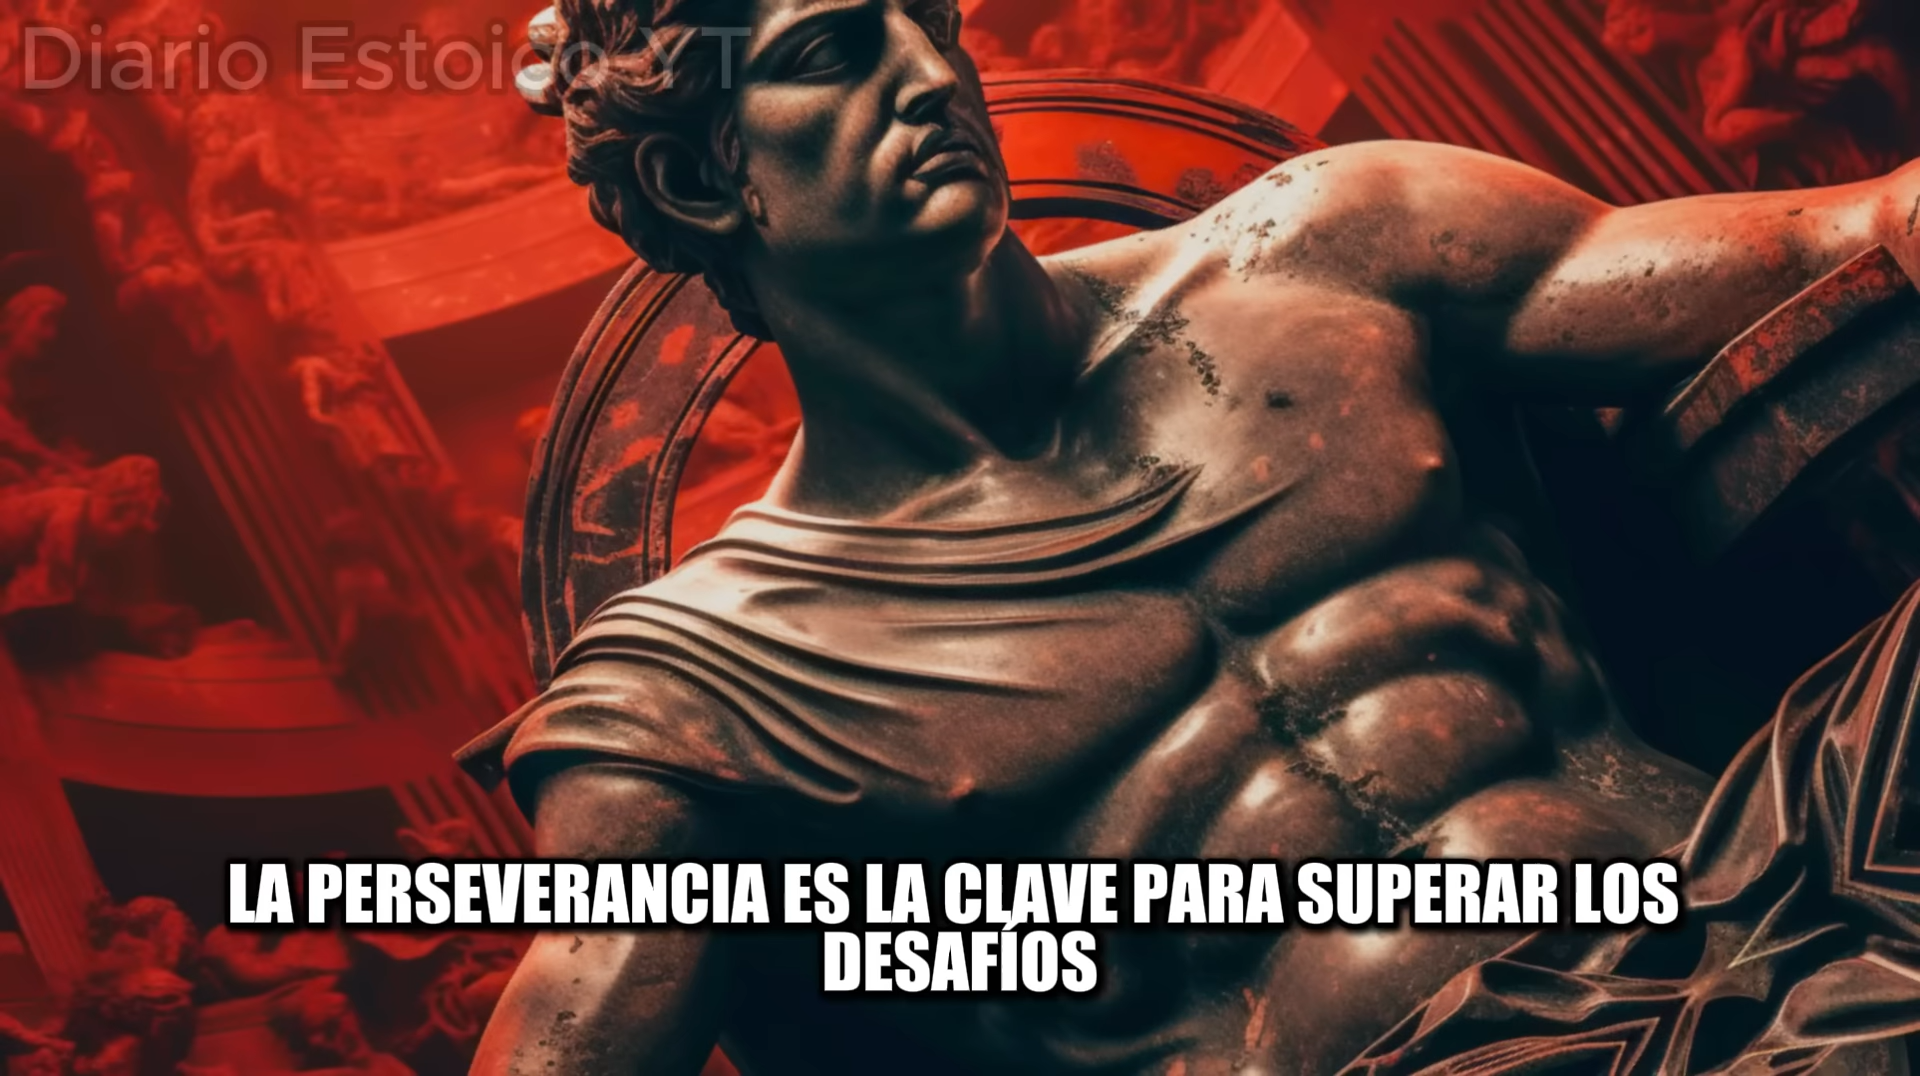 Diario Estoico YT
LA PERSEVERANCIA ES LA CLAVE PARA SUPERAR LOS
DESAFÍOS